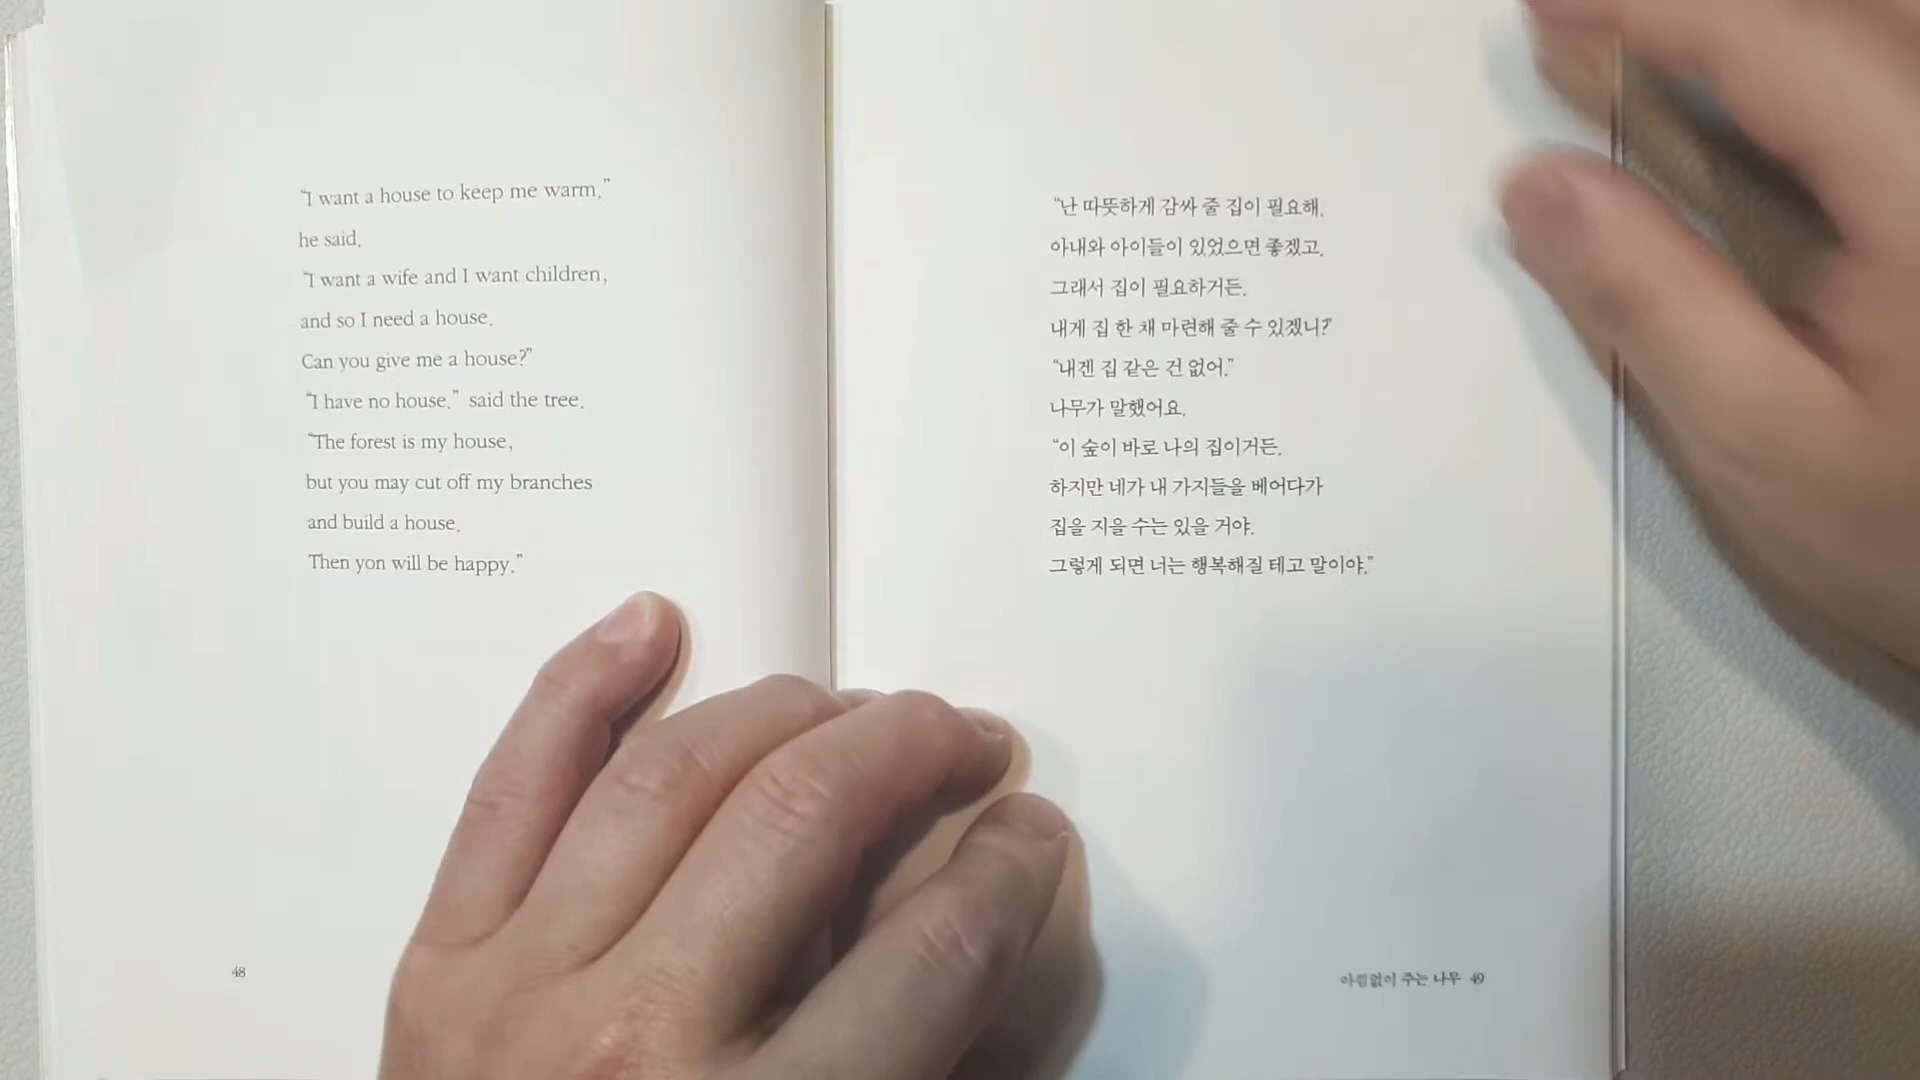 “I want a house to keep me warm,”
he said.
“I want a wife and I want children,
and so I need a house.
Can you give me a house?”
“I have no house.” said the tree.
“The forest is my house,
but you may cut off my branches
and build a house.
Then yon will be happy.”
48
“난 따뜻하게 감싸 줄 집이 필요해.
아내와 아이들이 있었으면 좋겠고,
그래서 집이 필요하거든.
내게 집 한 채 마련해 줄 수 있겠니?”
“내겐 집 같은 건 없어.”
나무가 말했어요.
“이 숲이 바로 나의 집이거든.
하지만 네가 내 가지들을 베어다가
집을 지을 수는 있을 거야.
그렇게 되면 너는 행복해질 테고 말이야.”
아낌없이 주는 나무 49